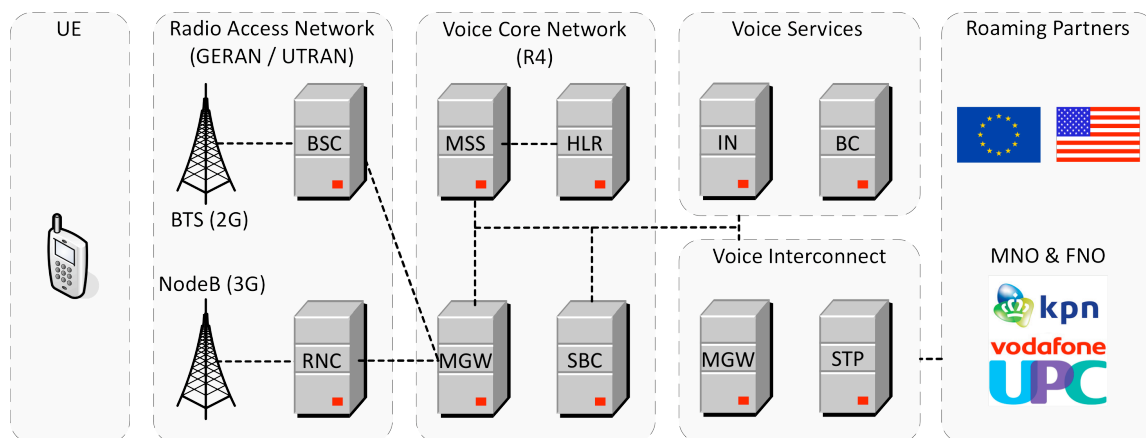 UE
Radio Access Network
(GERAN / UTRAN)
Voice Core Network
(R4)
Voice Services
Roaming Partners
BSC
MSS
HLR
IN
BC
BTS (2G)
NodeB (3G)
Voice Interconnect
MNO & FNO
kpn
RNC
MGW
SBC
MGW
STP
vodafone
UPC